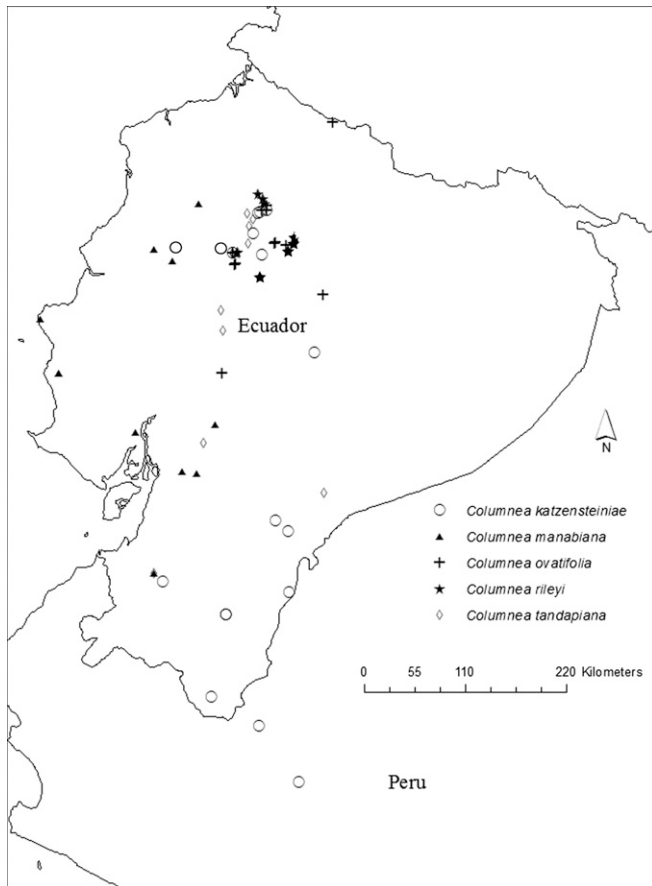 Ecuador
N
Columnea katzensteiniae
Columnea manabiana
Columnea ovatifolia
Columnea rileyi
Columnea tandapiana
0 55 110 220 Kilometers
Peru